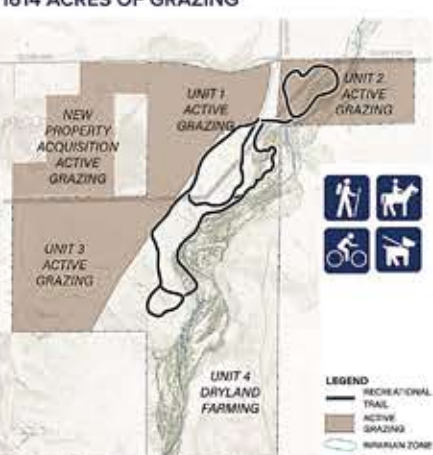 1614 ACRES OF GRAZING
UNIT 1
ACTIVE
GRAZING
UNIT 2
ACTIVE
GRAZING
NEW
PROPERTY
ACQUISITION
ACTIVE
GRAZING
UNIT 3
ACTIVE
GRAZING
UNIT 4
DRYLAND
FARMING
LEGEND
RECREATIONAL
TRAIL
ACTIVE
GRAZING
RIPARIAN ZONE